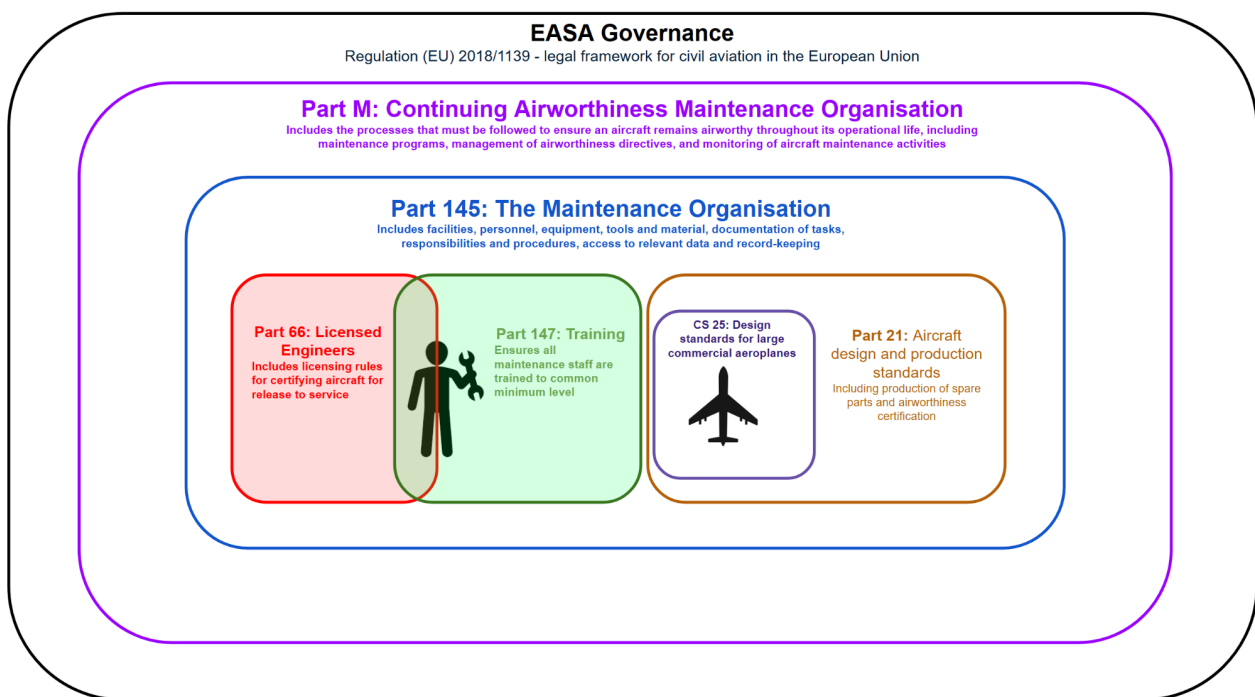 EASA Governance
Regulation (EU) 2018/1139 - legal framework for civil aviation in the European Union
Part M: Continuing Airworthiness Maintenance Organisation
Includes the processes that must be followed to ensure an aircraft remains airworthy throughout its operational life, including
maintenance programs, management of airworthiness directives, and monitoring of aircraft maintenance activities
Part 145: The Maintenance Organisation
Includes facilities, personnel, equipment, tools and material, documentation of tasks,
responsibilities and procedures, access to relevant data and record-keeping
Part 66: Licensed
Engineers
Includes licensing rules
for certifying aircraft for
release to service
Part 147: Training
Ensures all
maintenance staff are
trained to common
minimum level
CS 25: Design
standards for large
commercial aeroplanes
Part 21: Aircraft
design and production
standards
Including production of spare
parts and airworthiness
certification